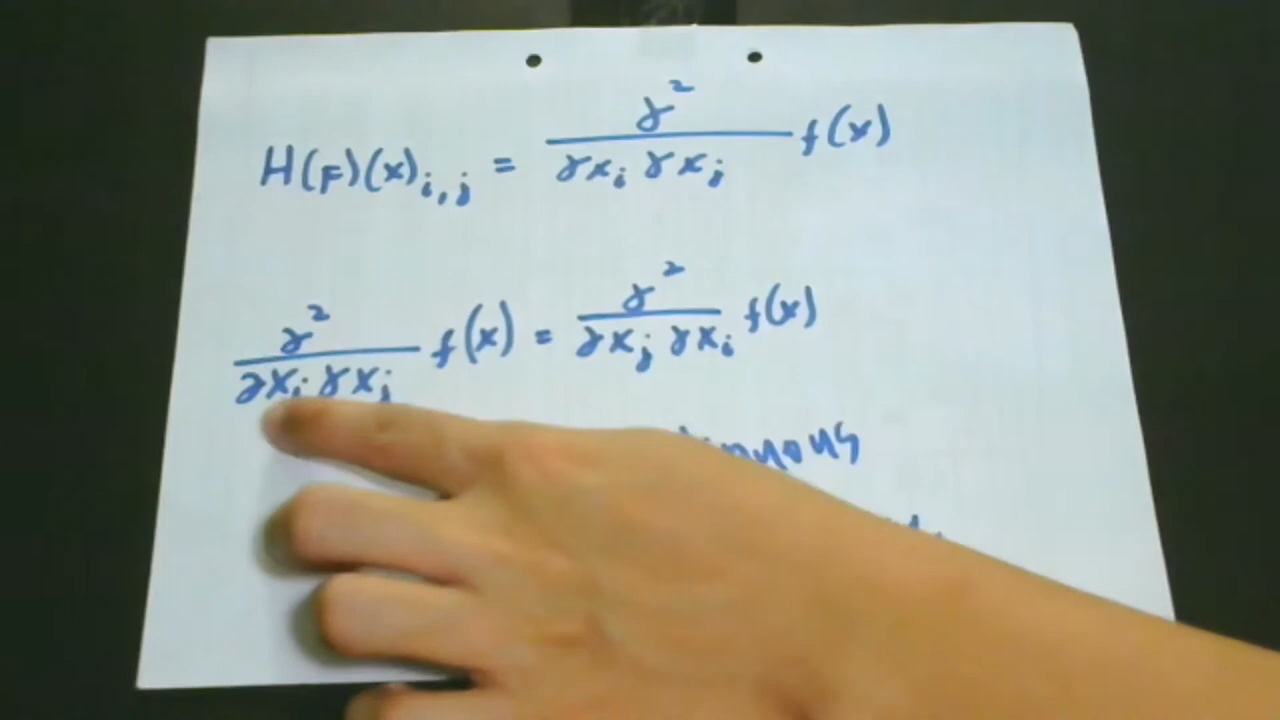 H(F)(x)i,j = ∂² / ∂xi ∂xj f(x)
∂² / ∂xi ∂xj f(x) = ∂² / ∂xj ∂xi f(x)